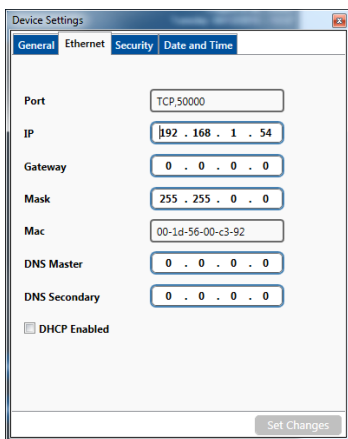 Device Settings
General Ethernet Security Date and Time
Port TCP,50000
IP 192 . 168 . 1 . 54
Gateway 0 . 0 . 0 . 0
Mask 255 . 255 . 0 . 0
Mac 00-1d-56-00-c3-92
DNS Master 0 . 0 . 0 . 0
DNS Secondary 0 . 0 . 0 . 0
DHCP Enabled
Set Changes